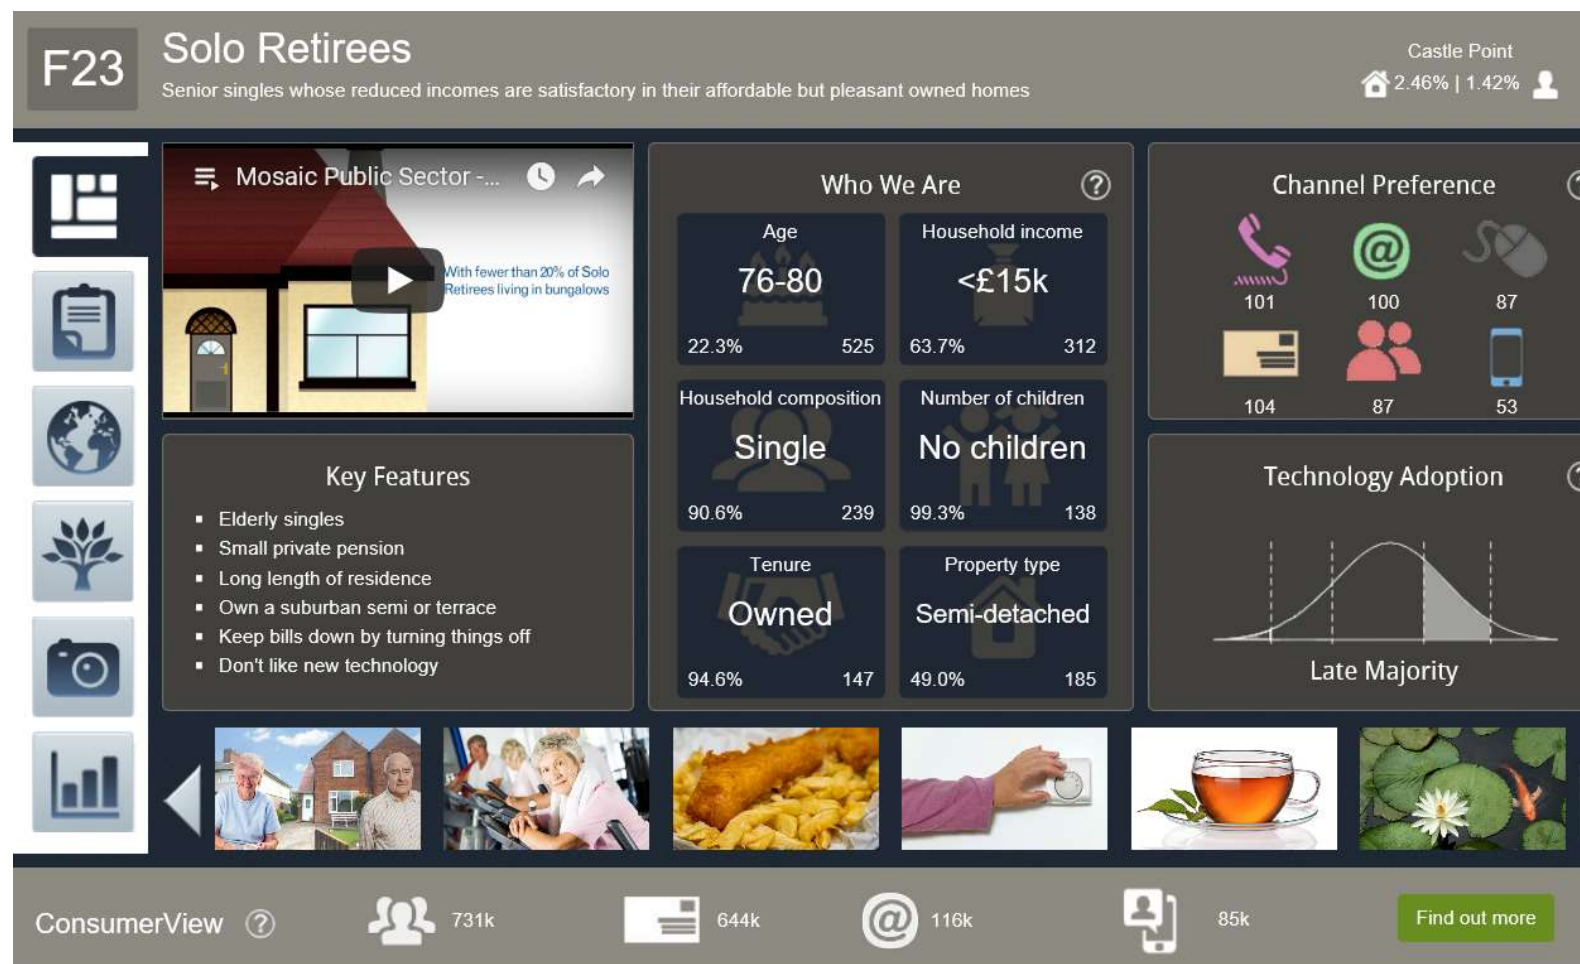 F23
Solo Retirees
Senior singles whose reduced incomes are satisfactory in their affordable but pleasant owned homes
Castle Point
2.46% | 1.42%
Mosaic Public Sector -...
With fewer than 20% of Solo
Retirees living in bungalows
Key Features
Elderly singles
Small private pension
Long length of residence
Own a suburban semi or terrace
Keep bills down by turning things off
Don't like new technology
Who We Are
?
Age
76-80
22.3% 525
Household income
<£15k
63.7% 312
Household composition
Single
90.6% 239
Number of children
No children
99.3% 138
Tenure
Owned
94.6% 147
Property type
Semi-detached
49.0% 185
Channel Preference
@
101 100 87
104 87 53
Technology Adoption
Late Majority
ConsumerView ?
731k
644k
@ 116k
85k
Find out more